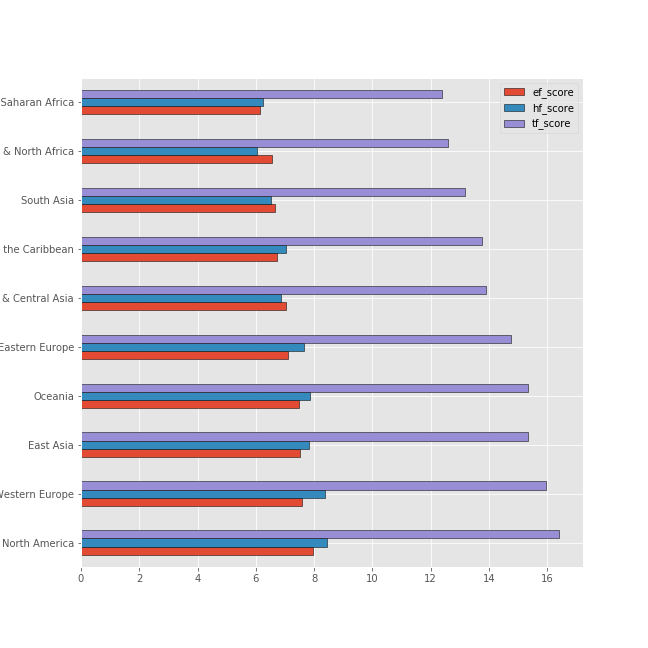 ef_score
hf_score
tf_score
Saharan Africa
& North Africa
South Asia
the Caribbean
& Central Asia
Eastern Europe
Oceania
East Asia
Western Europe
North America
0 2 4 6 8 10 12 14 16